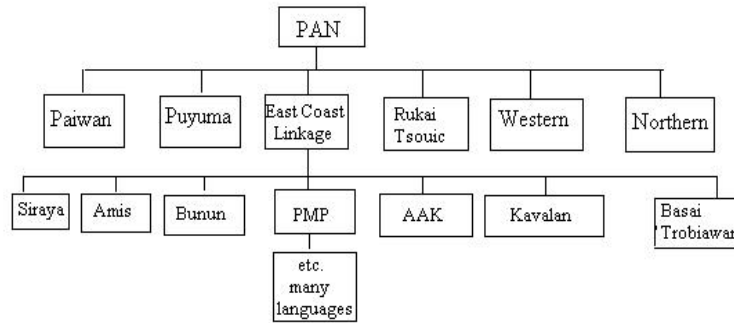 PAN
Paiwan
Puyuma
East Coast
Linkage
Rukai
Tsouic
Western
Northern
Siraya
Amis
Bunun
PMP
AAK
Kavalan
Basai
'Trobiawan
etc.
many
languages